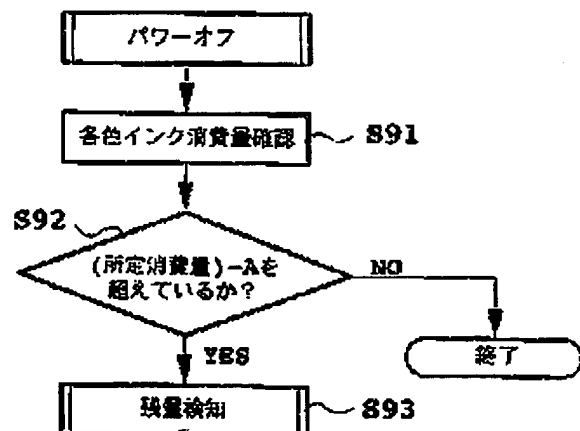 パワーオフ
各色インク消費量確認
S91
S92
(所定消費量)-Aを
超えているか?
NO
終了
YES
残量検知
S93